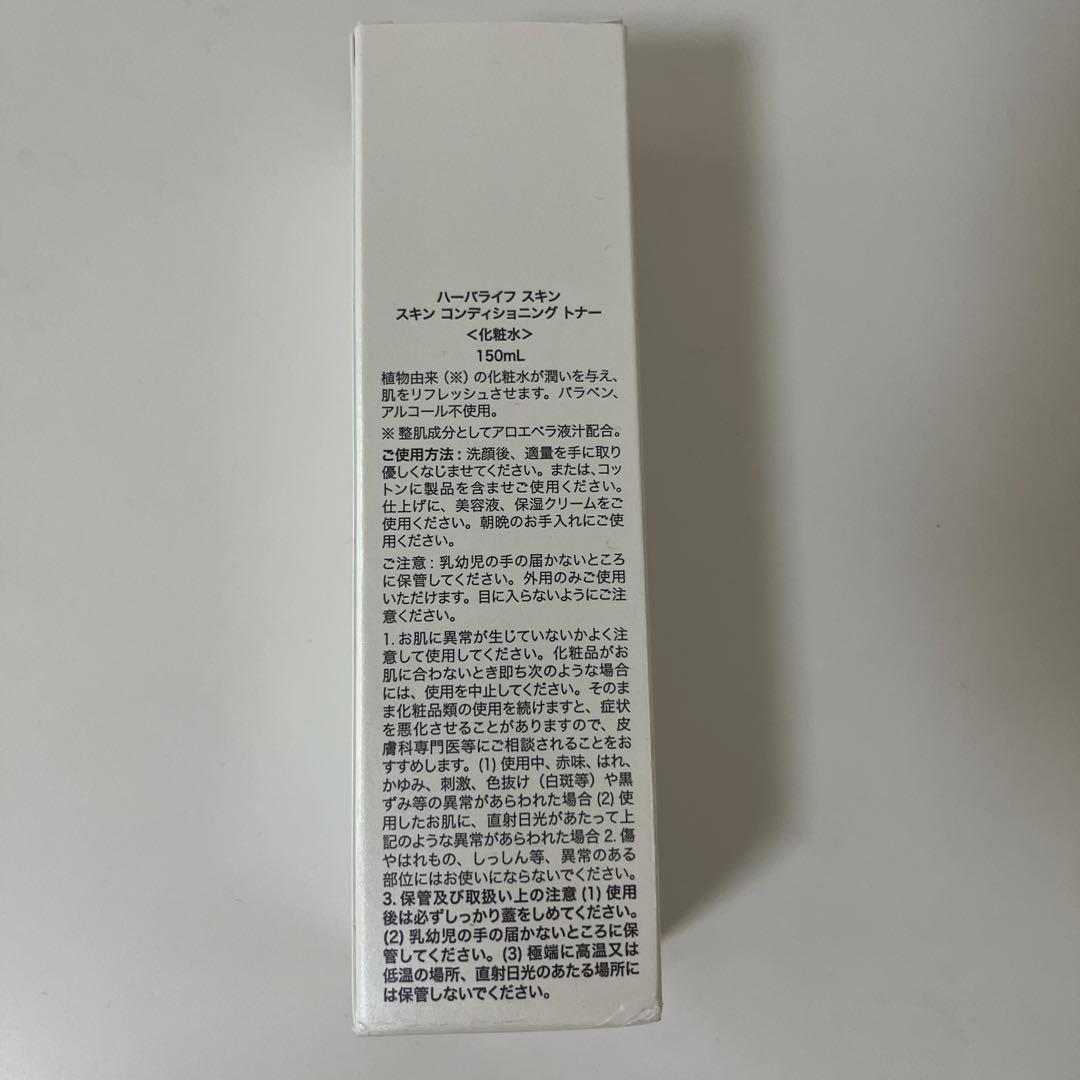 ハーバライフ スキン
スキン コンディショニング トナー
＜化粧水＞
150mL
植物由来（※）の化粧水が潤いを与え、
肌をリフレッシュさせます。パラベン、
アルコール不使用。
※ 整肌成分としてアロエベラ液汁配合。
ご使用方法 : 洗顔後、適量を手に取り
優しくなじませてください。または、コッ
トンに製品を含ませご使用ください。
仕上げに、美容液、保湿クリームをご
使用ください。朝晩のお手入れにご使
用ください。
ご注意 : 乳幼児の手の届かないところ
に保管してください。外用のみご使用
いただけます。目に入らないようにご注
意ください。
1. お肌に異常が生じていないかよく注
意して使用してください。化粧品がお
肌に合わないとき即ち次のような場合
には、使用を中止してください。そのま
ま化粧品類の使用を続けますと、症状
を悪化させることがありますので、皮
膚科専門医等にご相談されることをお
すすめします。(1) 使用中、赤味、はれ、
かゆみ、刺激、色抜け（白斑等）や黒
ずみ等の異常があらわれた場合 (2) 使
用したお肌に、直射日光があたって上
記のような異常があらわれた場合 2. 傷
やはれもの、しっしん等、異常のある
部位にはお使いにならないでください。
3. 保管及び取扱い上の注意 (1) 使用
後は必ずしっかり蓋をしめてください。
(2) 乳幼児の手の届かないところに保
管してください。(3) 極端に高温又は
低温の場所、直射日光のあたる場所に
は保管しないでください。